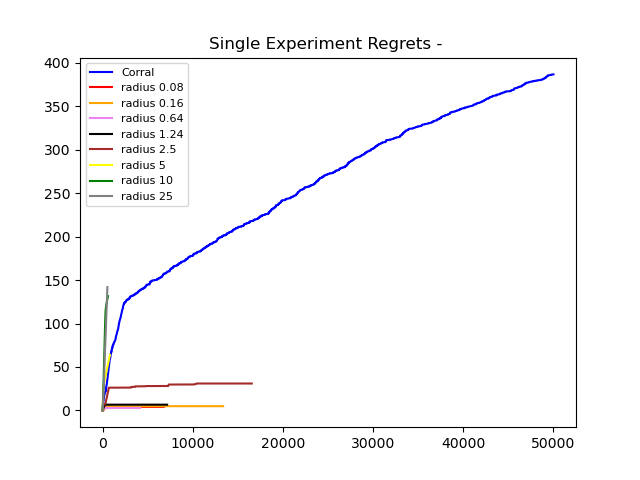 Single Experiment Regrets -
400
350
300
250
200
150
100
50
0
Corral
radius 0.08
radius 0.16
radius 0.64
radius 1.24
radius 2.5
radius 5
radius 10
radius 25
0 10000 20000 30000 40000 50000